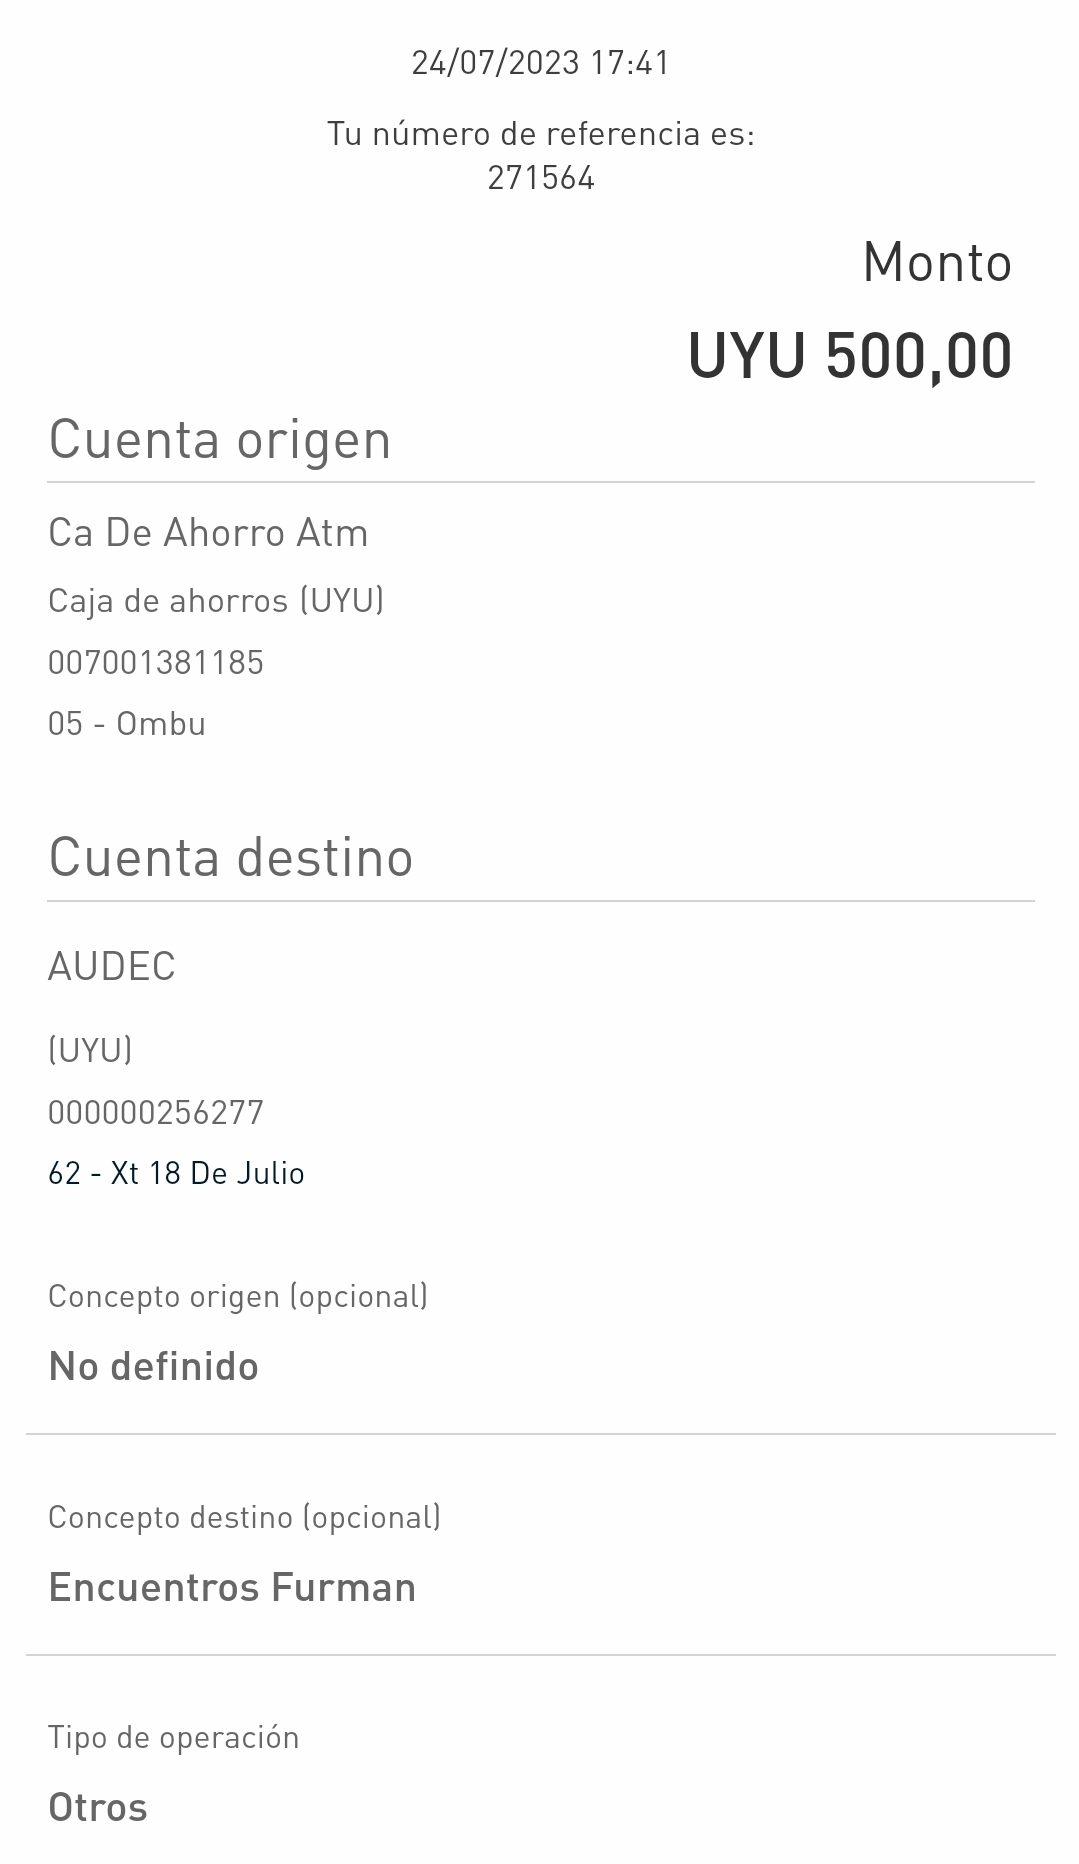 24/07/2023 17:41
Tu número de referencia es:
271564
Monto
UYU 500,00
Cuenta origen
Ca De Ahorro Atm
Caja de ahorros (UYU)
007001381185
05 - Ombu
Cuenta destino
AUDEC
(UYU)
000000256277
62 - Xt 18 De Julio
Concepto origen (opcional)
No definido
Concepto destino (opcional)
Encuentros Furman
Tipo de operación
Otros